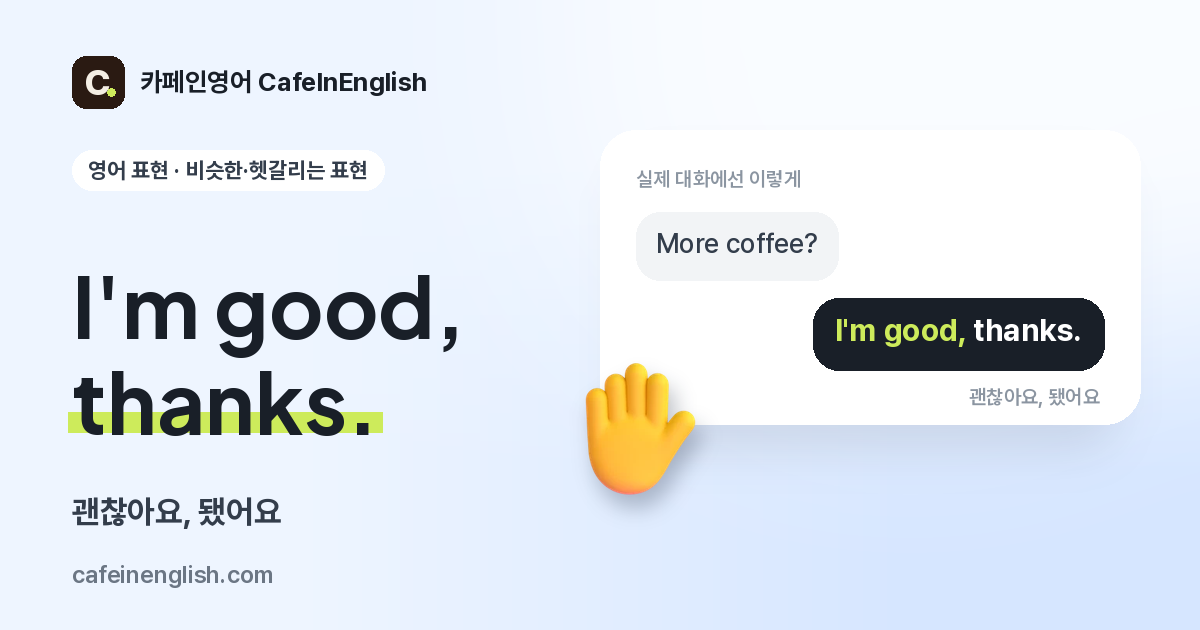 C
카페인영어 CafeInEnglish
영어 표현 · 비슷한·헷갈리는 표현
I'm good,
thanks.
괜찮아요, 됐어요
cafeinenglish.com
실제 대화에선 이렇게
More coffee?
I'm good, thanks.
괜찮아요, 됐어요